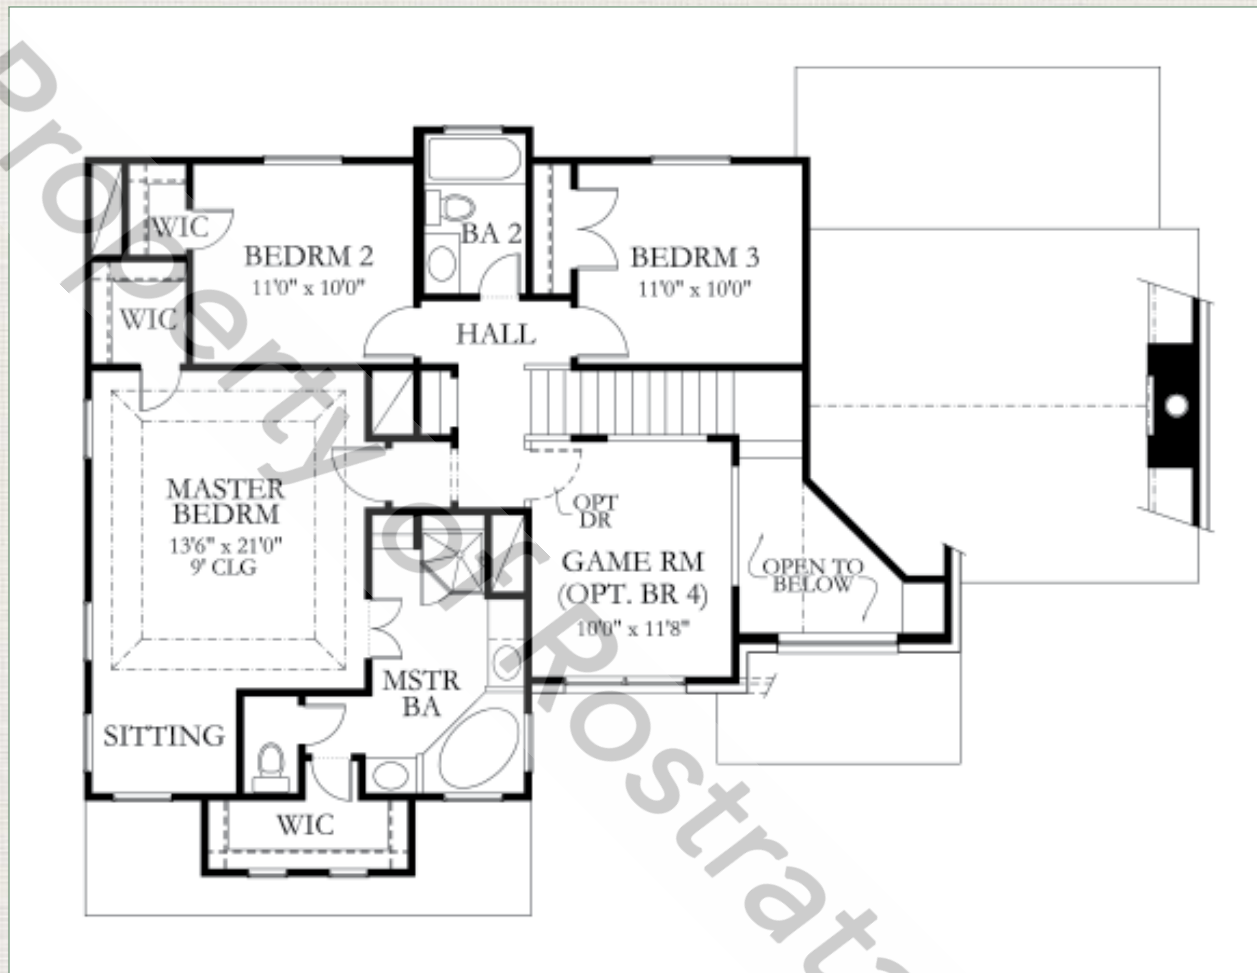 WIC
BEDRM 2
11'0" x 10'0"
BA 2
BEDRM 3
11'0" x 10'0"
WIC
HALL
MASTER
BEDRM
13'6" x 21'0"
9' CLG
OPT
DR
GAME RM
(OPT. BR 4)
10'0" x 11'8"
OPEN TO
BELOW
MSTR
BA
SITTING
WIC
Property of Rostrata